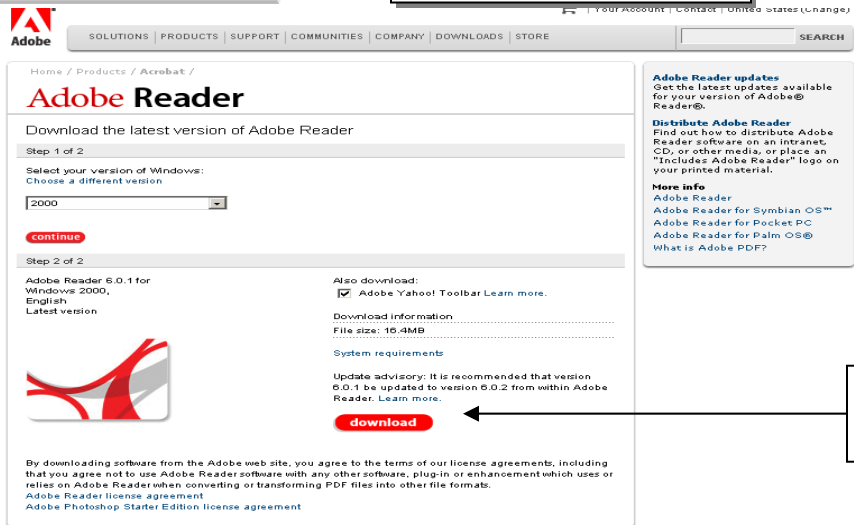 | Your Account | Contact | United States (Change)
Adobe
SOLUTIONS | PRODUCTS | SUPPORT | COMMUNITIES | COMPANY | DOWNLOADS | STORE
SEARCH
Home / Products / Acrobat /
Adobe Reader
Download the latest version of Adobe Reader
Step 1 of 2
Select your version of Windows:
Choose a different version
2000
continue
Step 2 of 2
Adobe Reader 6.0.1 for
Windows 2000,
English
Latest version
Also download:
Adobe Yahoo! Toolbar Learn more.
Download information
File size: 16.4MB
System requirements
Update advisory: It is recommended that version
6.0.1 be updated to version 6.0.2 from within Adobe
Reader. Learn more.
download
By downloading software from the Adobe web site, you agree to the terms of our license agreements, including
that you agree not to use Adobe Reader software with any other software, plug-in or enhancement which uses or
relies on Adobe Reader when converting or transforming PDF files into other file formats.
Adobe Reader license agreement
Adobe Photoshop Starter Edition license agreement
Adobe Reader updates
Get the latest updates available
for your version of Adobe®
Reader®.
Distribute Adobe Reader
Find out how to distribute Adobe
Reader software on an intranet,
CD, or other media, or place an
"Includes Adobe Reader" logo on
your printed material.
More info
Adobe Reader
Adobe Reader for Symbian OS™
Adobe Reader for Pocket PC
Adobe Reader for Palm OS®
What is Adobe PDF?